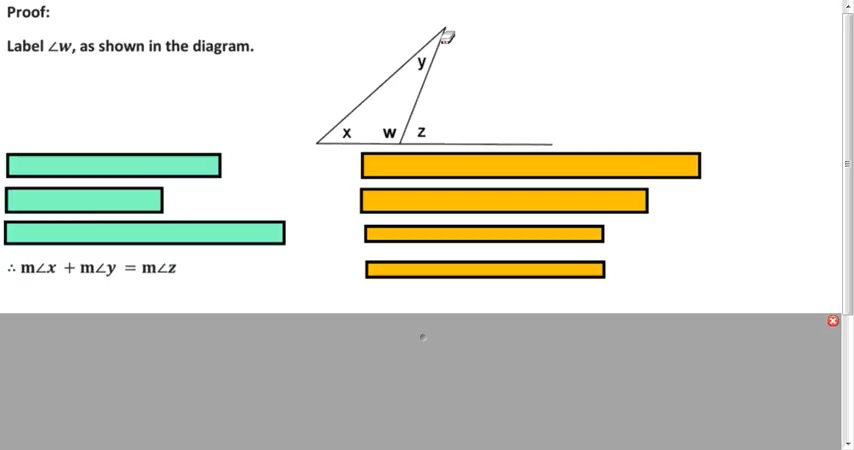 Proof:
Label ∠w, as shown in the diagram.
y
x w z
∴ m∠x + m∠y = m∠z